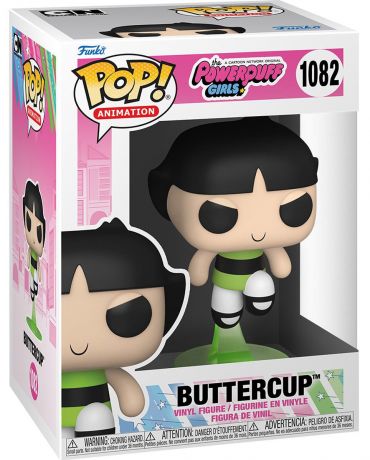 CN
Funko
POP!®
ANIMATION
A CARTOON NETWORK ORIGINAL
the
POWERPUFF
GIRLS
1082
1082
BUTTERCUP™
VINYL FIGURE / FIGURINE EN VINYLE
FIGURA DE VINIL